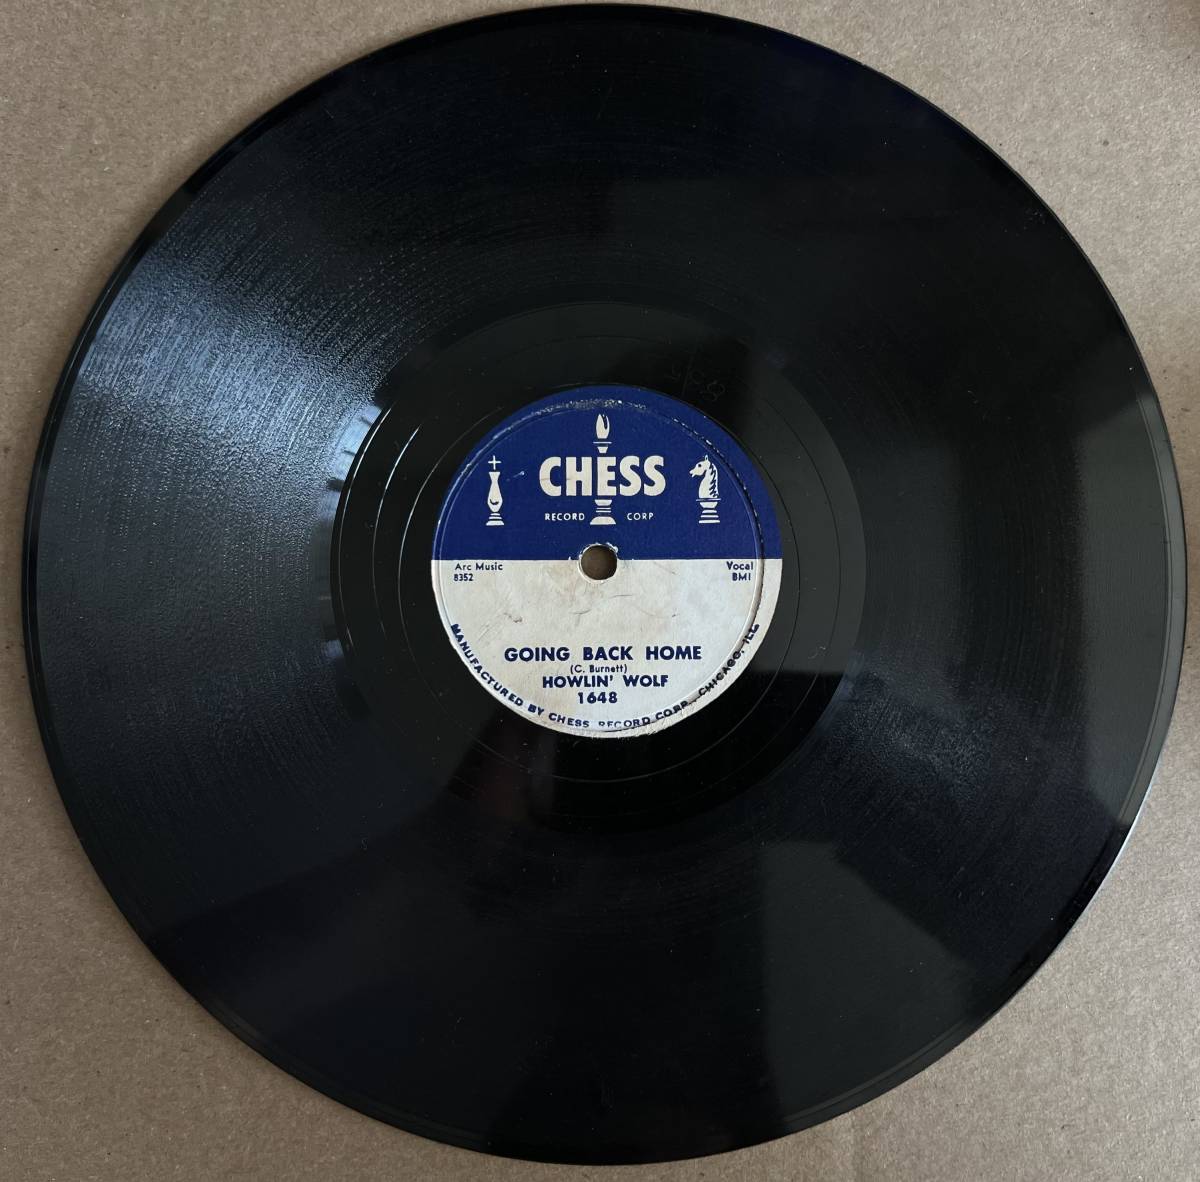 CHESS
RECORD CORP
Arc Music
8352
Vocal
BMI
GOING BACK HOME
(C. Burnett)
HOWLIN' WOLF
1648
MANUFACTURED BY CHESS RECORD CORP., CHICAGO, ILL.